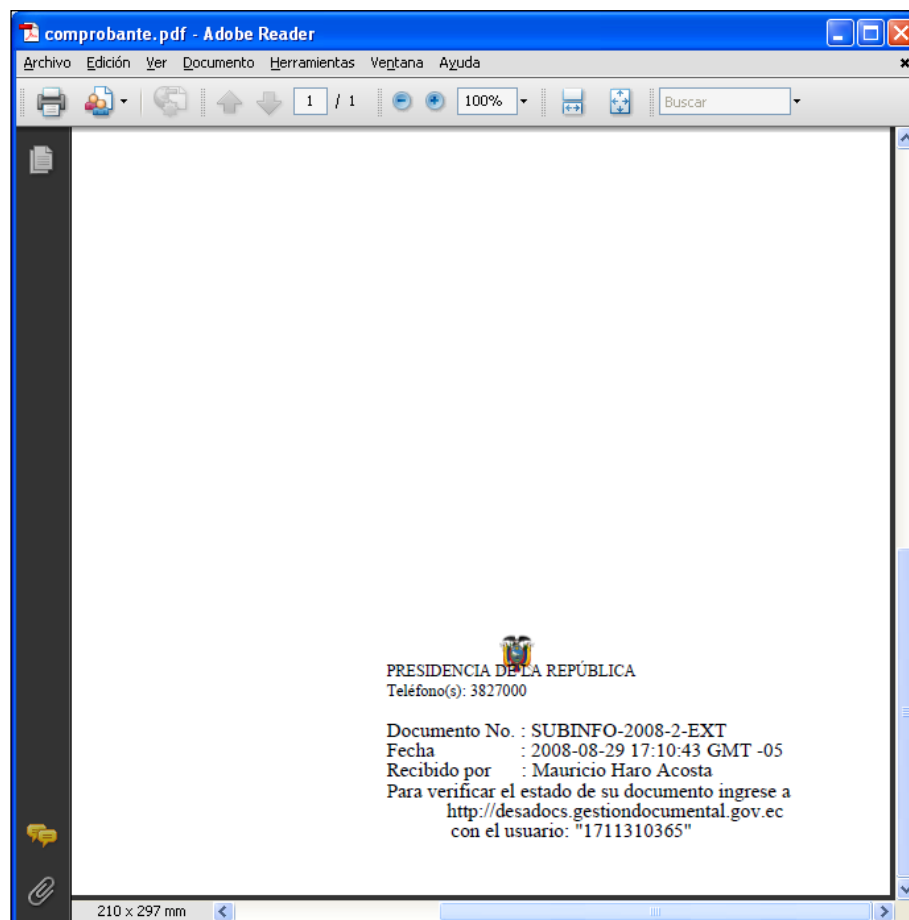 comprobante.pdf - Adobe Reader
Archivo Edición Ver Documento Herramientas Ventana Ayuda
1 / 1 100% Buscar
PRESIDENCIA DE LA REPÚBLICA
Teléfono(s): 3827000
Documento No. : SUBINFO-2008-2-EXT
Fecha : 2008-08-29 17:10:43 GMT -05
Recibido por : Mauricio Haro Acosta
Para verificar el estado de su documento ingrese a
http://desadocs.gestiondocumental.gov.ec
con el usuario: "1711310365"
210 x 297 mm